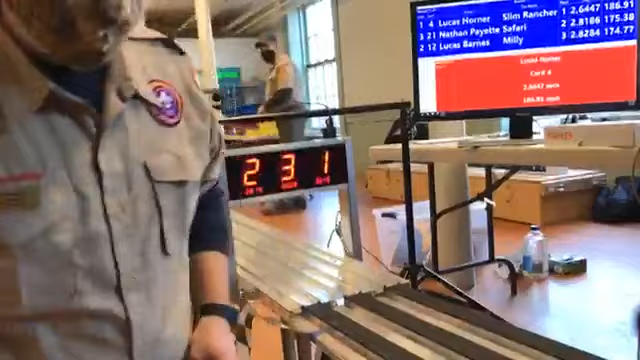 1 4 Lucas Horner Slim Rancher 1 2.6447 186.91
3 21 Nathan Payette Safari 2 2.8186 175.38
2 12 Lucas Barnes Milly 3 2.8284 174.77
Lucas Horner
Card 4
2.6447 secs
186.91 mph
2 3 1